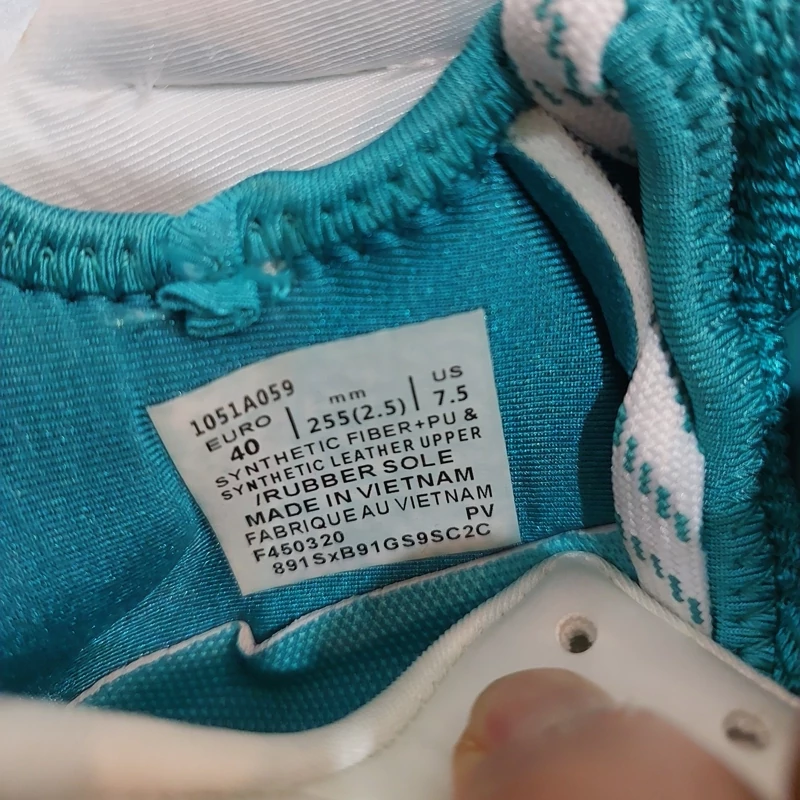 1051A059
EURO | mm | US
40 | 255(2.5) | 7.5
SYNTHETIC FIBER+PU &
SYNTHETIC LEATHER UPPER
/RUBBER SOLE
MADE IN VIETNAM
FABRIQUE AU VIETNAM
F450320 PV
891SxB91GS9SC2C